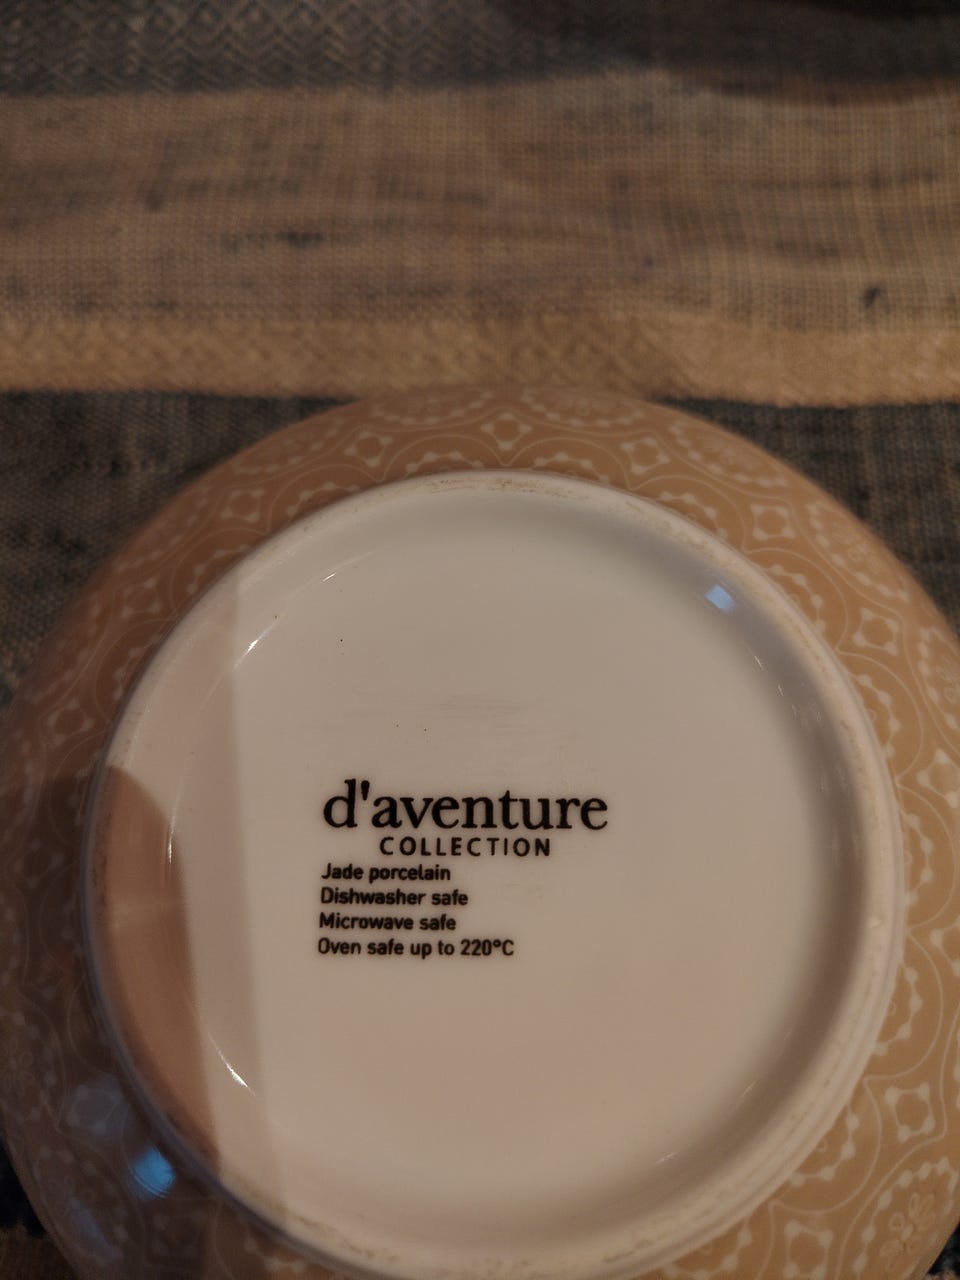 d'aventure
COLLECTION
Jade porcelain
Dishwasher safe
Microwave safe
Oven safe up to 220°C